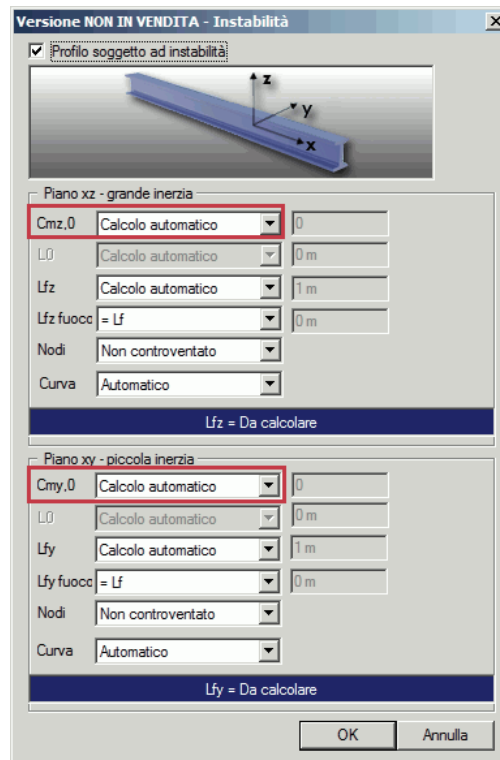 Versione NON IN VENDITA - Instabilità
Profilo soggetto ad instabilità
z
y
x
Piano xz - grande inerzia
Cmz,0 Calcolo automatico 0
L0 Calcolo automatico 0 m
Lfz Calcolo automatico 1 m
Lfz fuoco = Lf 0 m
Nodi Non controventato
Curva Automatico
Lfz = Da calcolare
Piano xy - piccola inerzia
Cmy,0 Calcolo automatico 0
L0 Calcolo automatico 0 m
Lfy Calcolo automatico 1 m
Lfy fuoco = Lf 0 m
Nodi Non controventato
Curva Automatico
Lfy = Da calcolare
OK Annulla